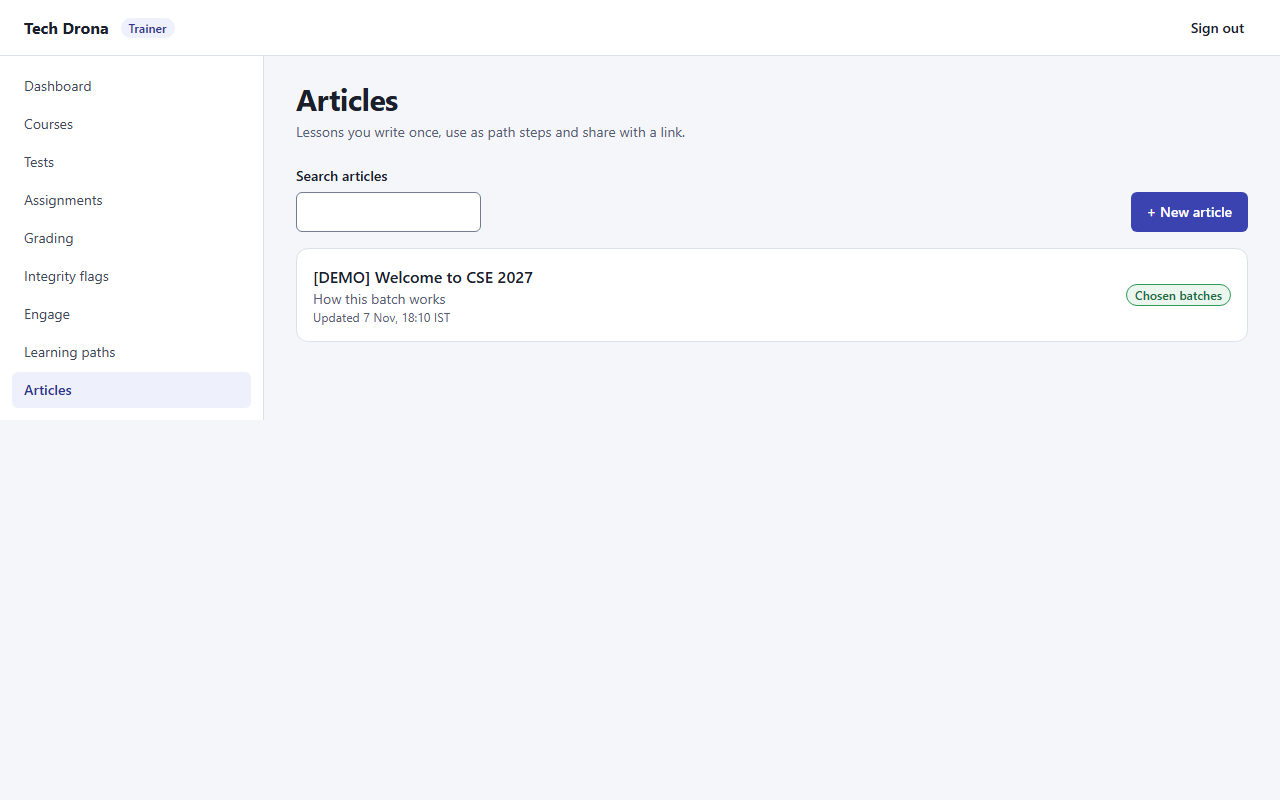 Tech Drona
Trainer
Sign out
Dashboard
Courses
Tests
Assignments
Grading
Integrity flags
Engage
Learning paths
Articles
Articles
Lessons you write once, use as path steps and share with a link.
Search articles
+ New article
[DEMO] Welcome to CSE 2027
How this batch works
Updated 7 Nov, 18:10 IST
Chosen batches